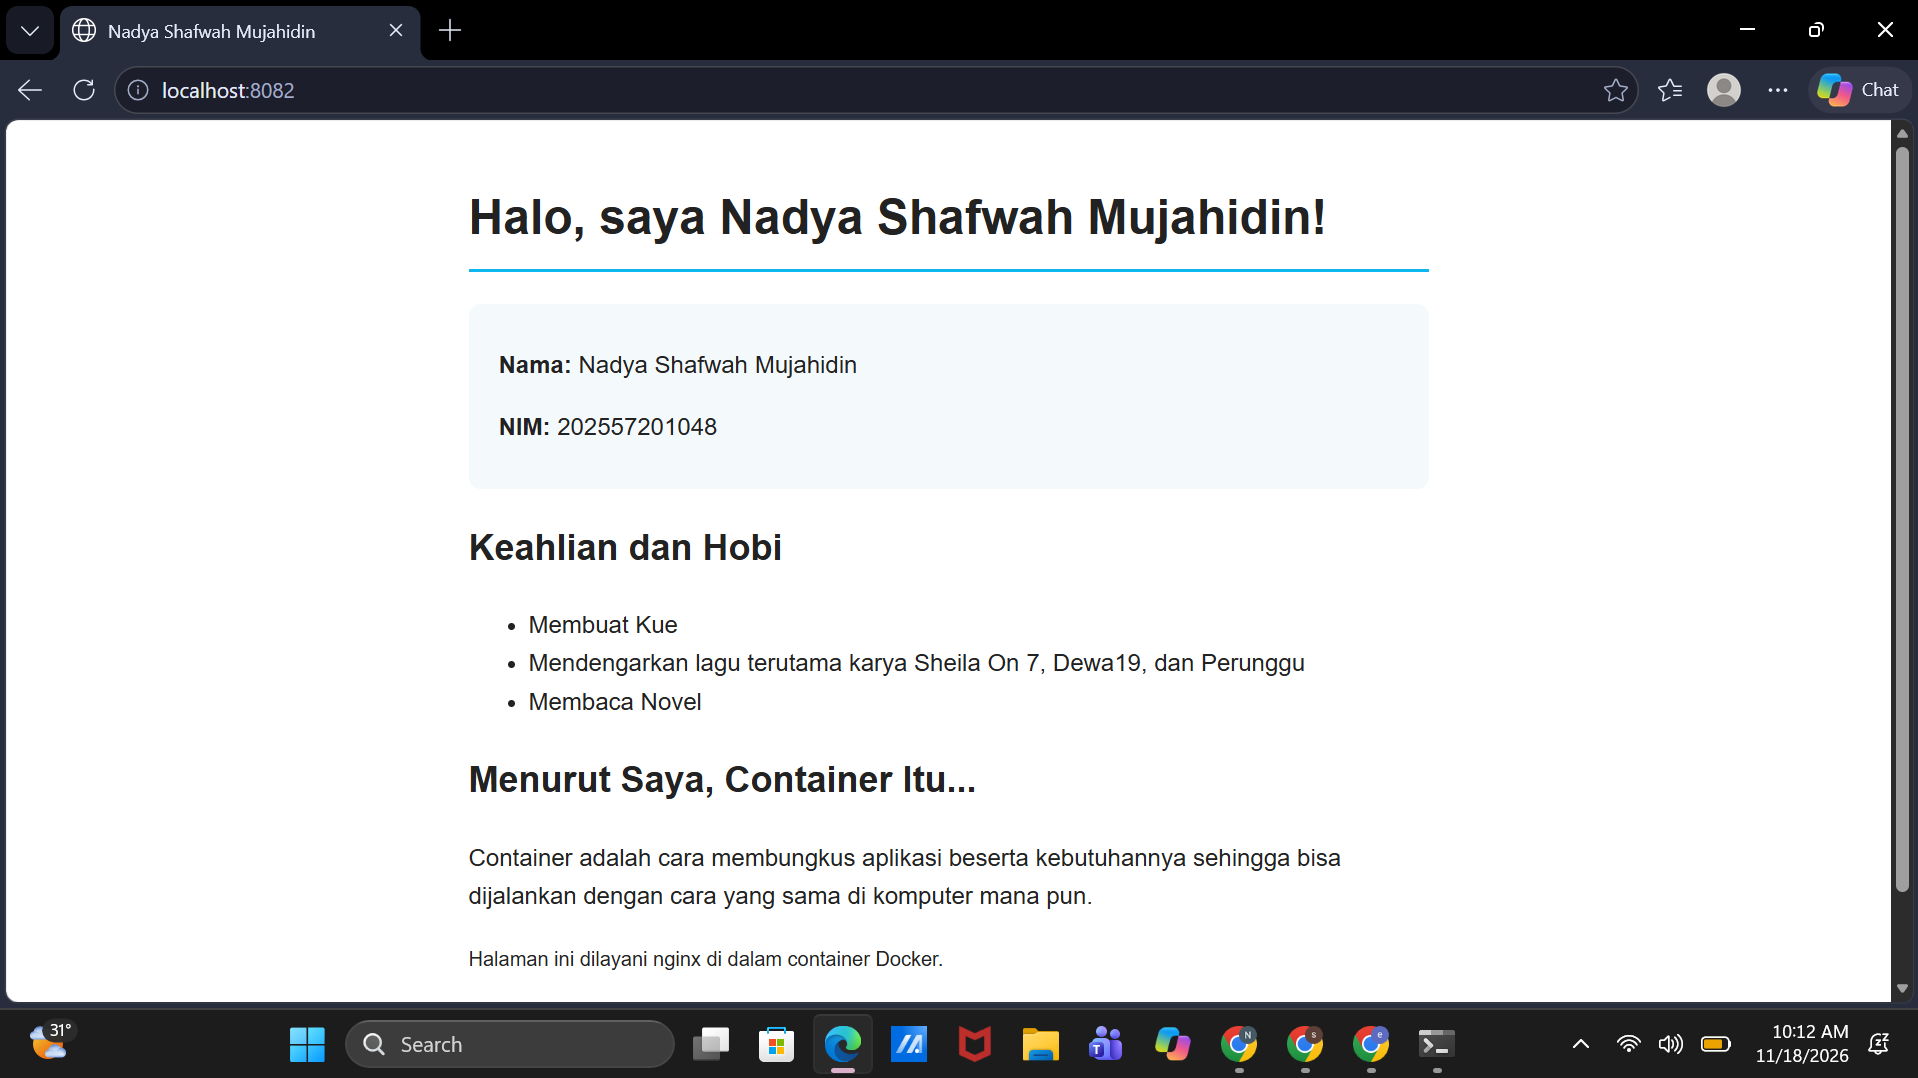 Nadya Shafwah Mujahidin
localhost:8082
Chat
Halo, saya Nadya Shafwah Mujahidin!
Nama: Nadya Shafwah Mujahidin
NIM: 202557201048
Keahlian dan Hobi
Membuat Kue
Mendengarkan lagu terutama karya Sheila On 7, Dewa19, dan Perunggu
Membaca Novel
Menurut Saya, Container Itu...
Container adalah cara membungkus aplikasi beserta kebutuhannya sehingga bisa
dijalankan dengan cara yang sama di komputer mana pun.
Halaman ini dilayani nginx di dalam container Docker.
31°
Search
N
s
e
10:12 AM
11/18/2026